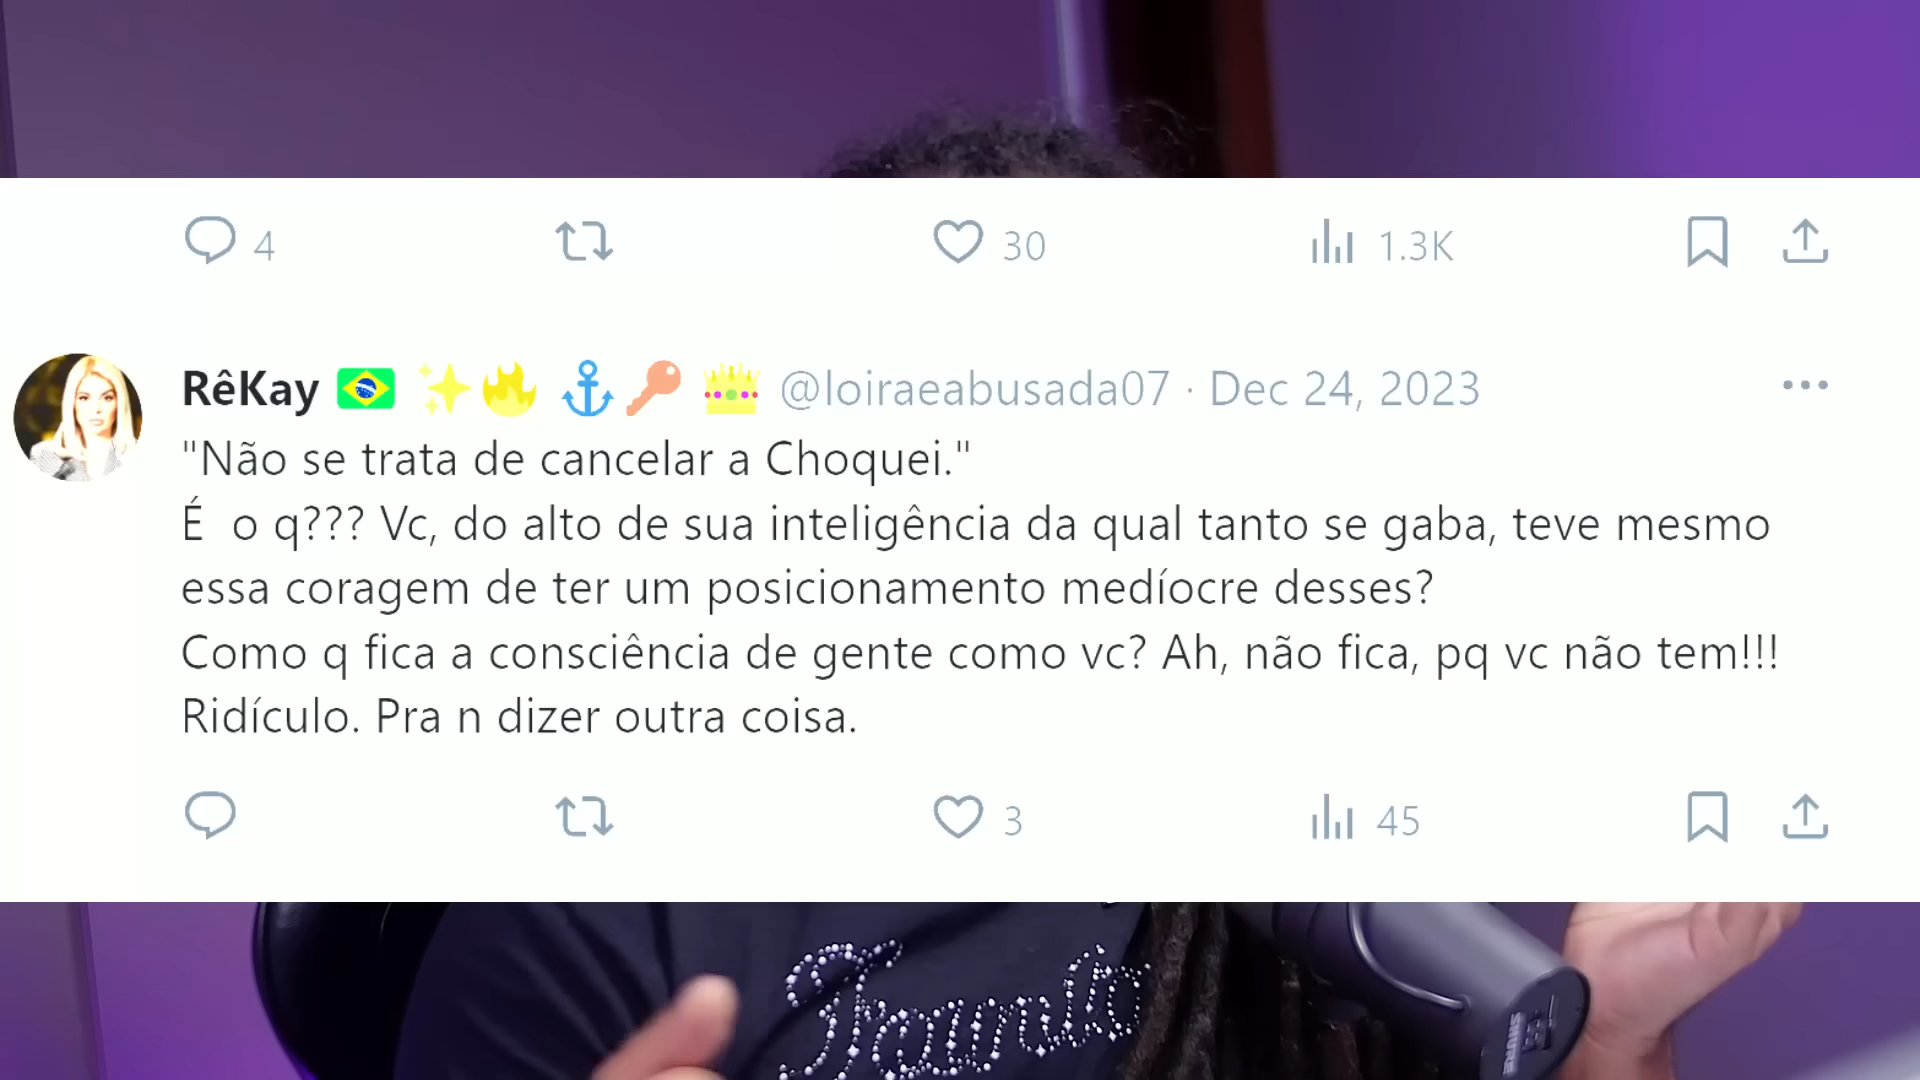 4 30 1.3K
RêKay @loiraeabusada07 · Dec 24, 2023
"Não se trata de cancelar a Choquei."
É o q??? Vc, do alto de sua inteligência da qual tanto se gaba, teve mesmo
essa coragem de ter um posicionamento medíocre desses?
Como q fica a consciência de gente como vc? Ah, não fica, pq vc não tem!!!
Ridículo. Pra n dizer outra coisa.
3 45